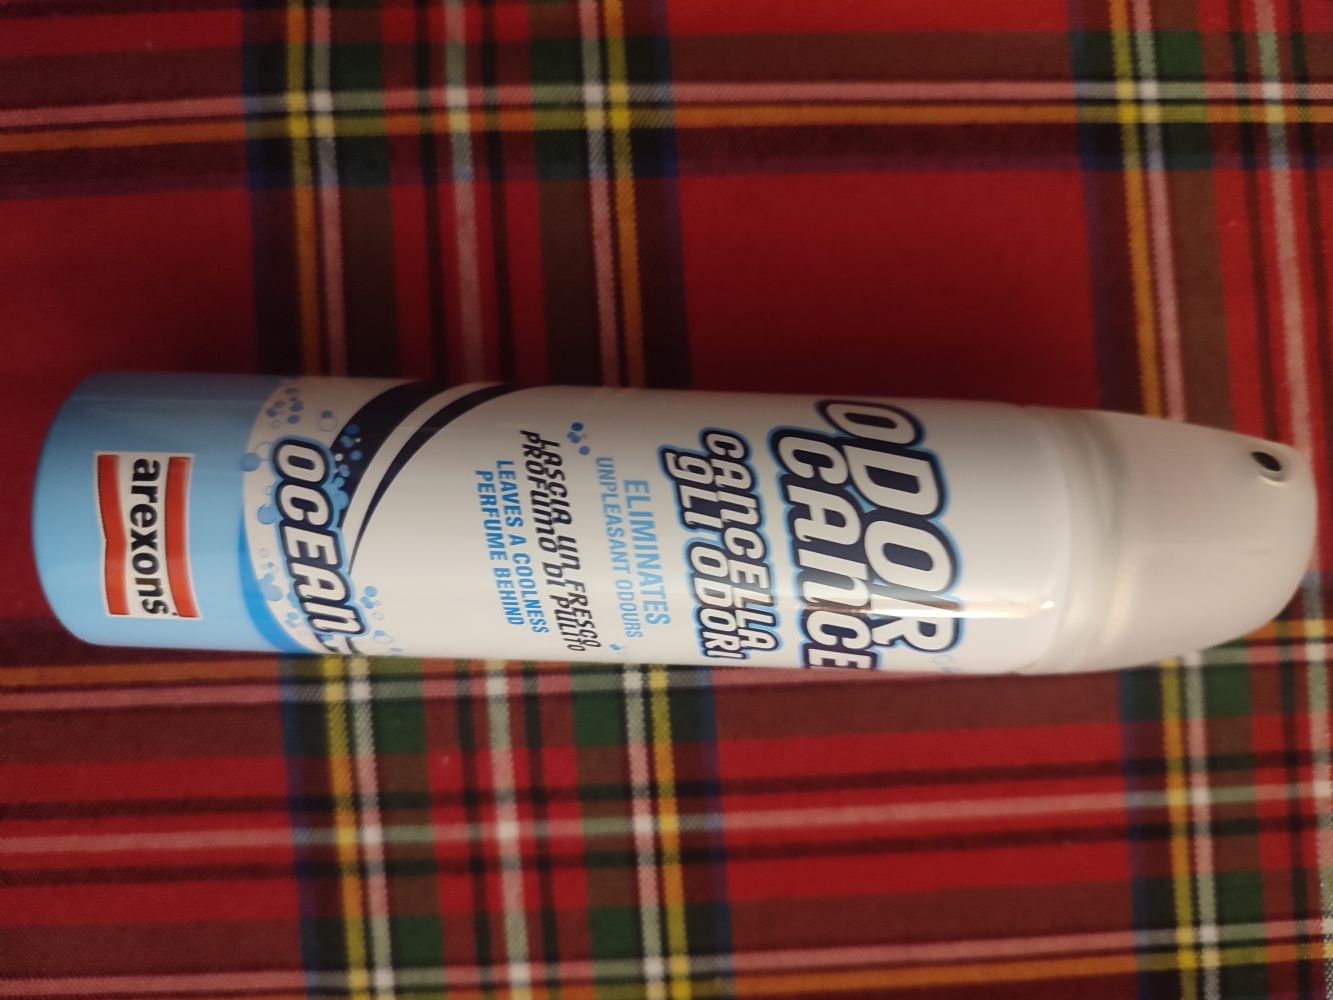 ODOR
CANCE
CANCELLA
GLI ODORI
ELIMINATES
UNPLEASANT ODOURS
LASCIA UN FRESCO
PROFUMO DI PULITO
LEAVES A COOLNESS
PERFUME BEHIND
OCEAN
arexons